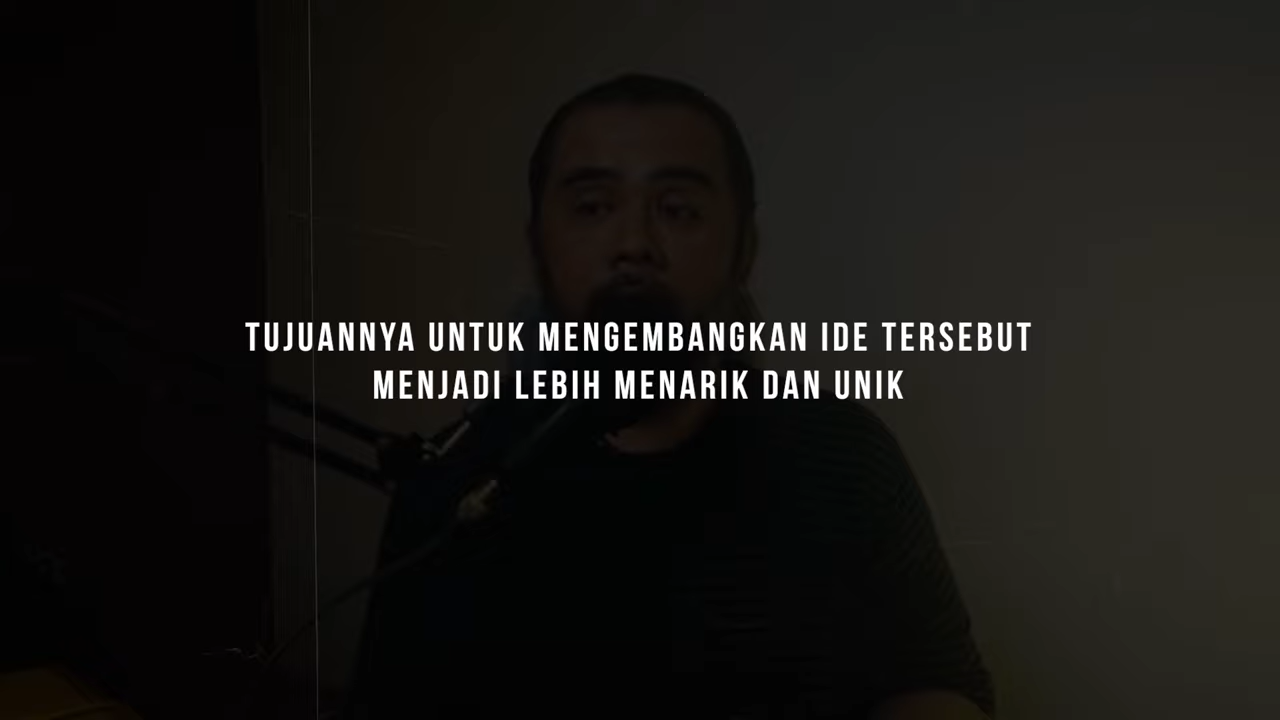 TUJUANNYA UNTUK MENGEMBANGKAN IDE TERSEBUT
MENJADI LEBIH MENARIK DAN UNIK